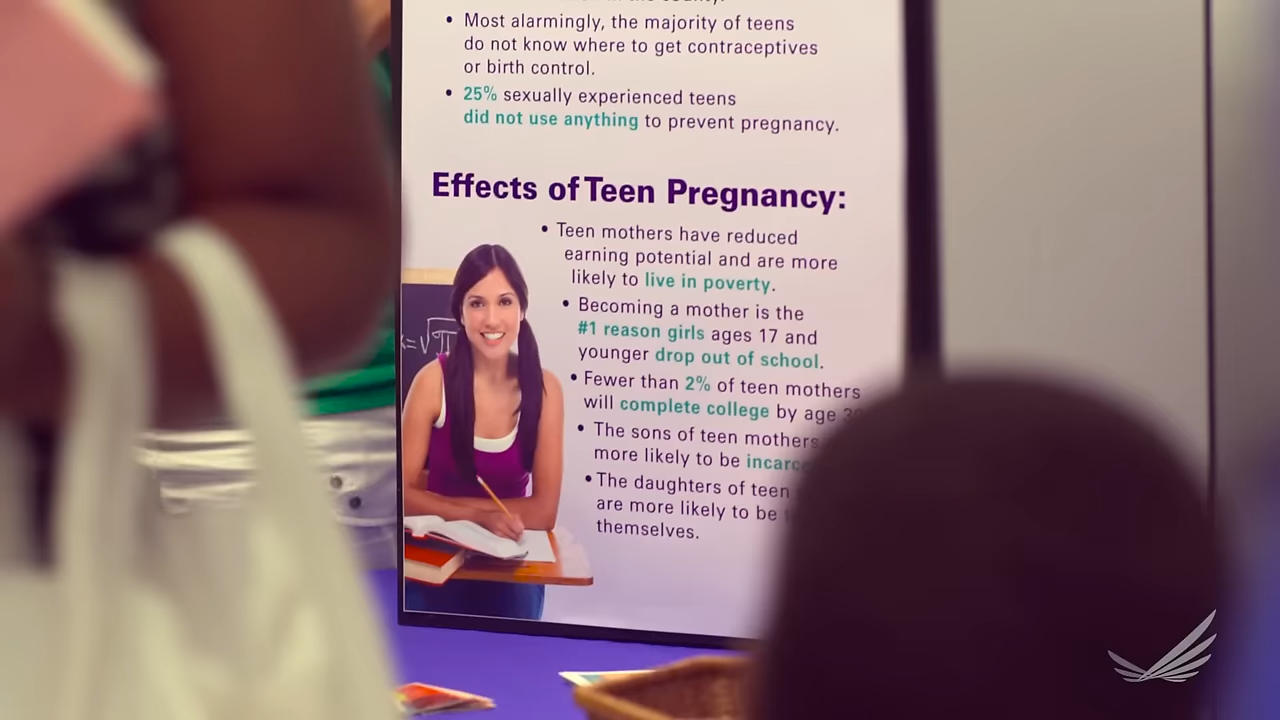 • Most alarmingly, the majority of teens
do not know where to get contraceptives
or birth control.
• 25% sexually experienced teens
did not use anything to prevent pregnancy.
Effects of Teen Pregnancy:
• Teen mothers have reduced
earning potential and are more
likely to live in poverty.
• Becoming a mother is the
#1 reason girls ages 17 and
younger drop out of school.
• Fewer than 2% of teen mothers
will complete college by age
• The sons of teen mothers
more likely to be
• The daughters of teen
are more likely to be
themselves.